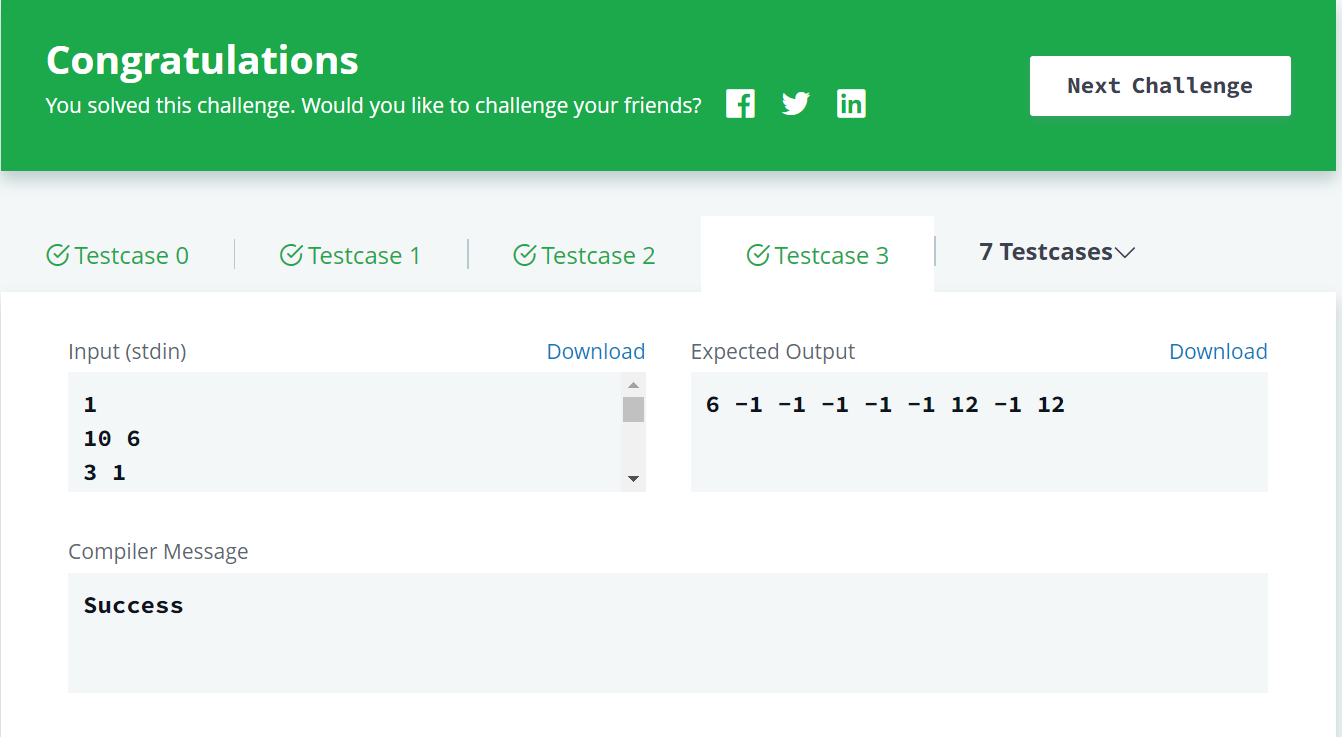 Congratulations
You solved this challenge. Would you like to challenge your friends?
Next Challenge
Testcase 0
Testcase 1
Testcase 2
Testcase 3
7 Testcases
Input (stdin)
Download
1
10 6
3 1
Expected Output
Download
6 -1 -1 -1 -1 -1 12 -1 12
Compiler Message
Success